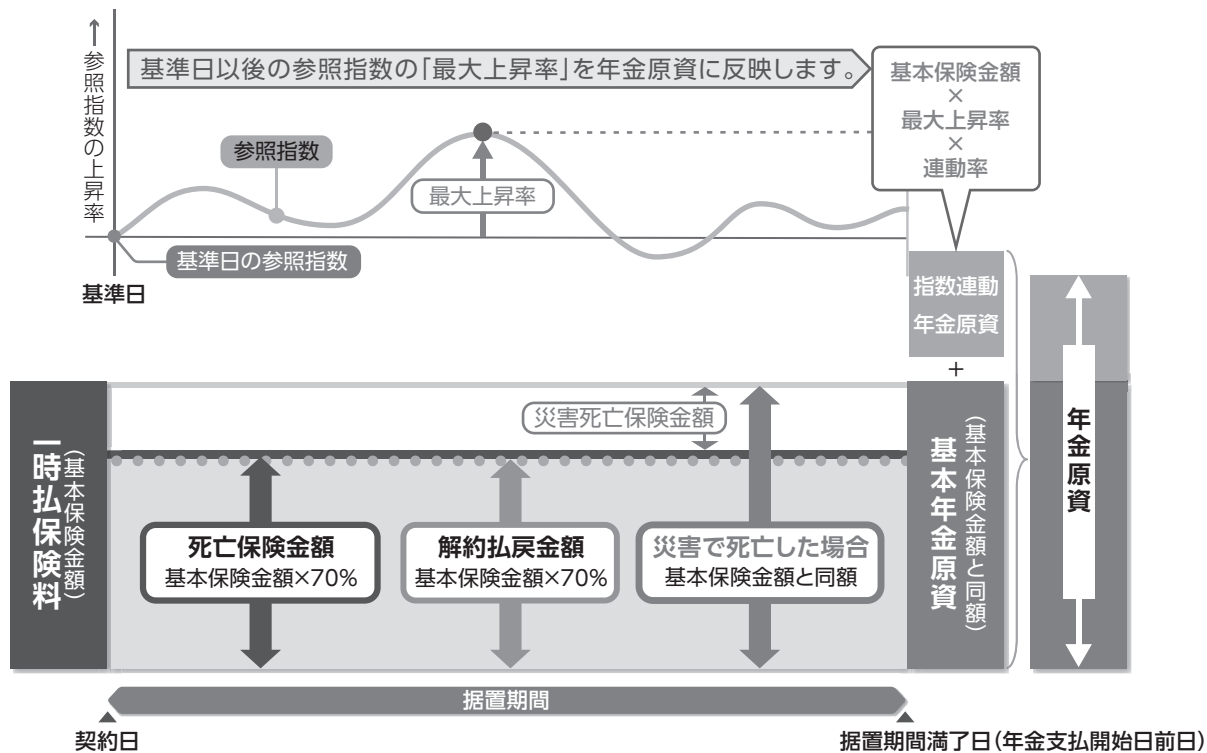 ↑参照指数の上昇率
基準日以後の参照指数の「最大上昇率」を年金原資に反映します。
基本保険金額
×
最大上昇率
×
連動率
参照指数
最大上昇率
基準日の参照指数
基準日
指数連動
年金原資
+
一時払保険料
(基本保険金額)
災害死亡保険金額
死亡保険金額
基本保険金額×70%
解約払戻金額
基本保険金額×70%
災害で死亡した場合
基本保険金額と同額
(基本保険金額と同額)
基本年金原資
年金原資
据置期間
契約日
据置期間満了日(年金支払開始日前日)